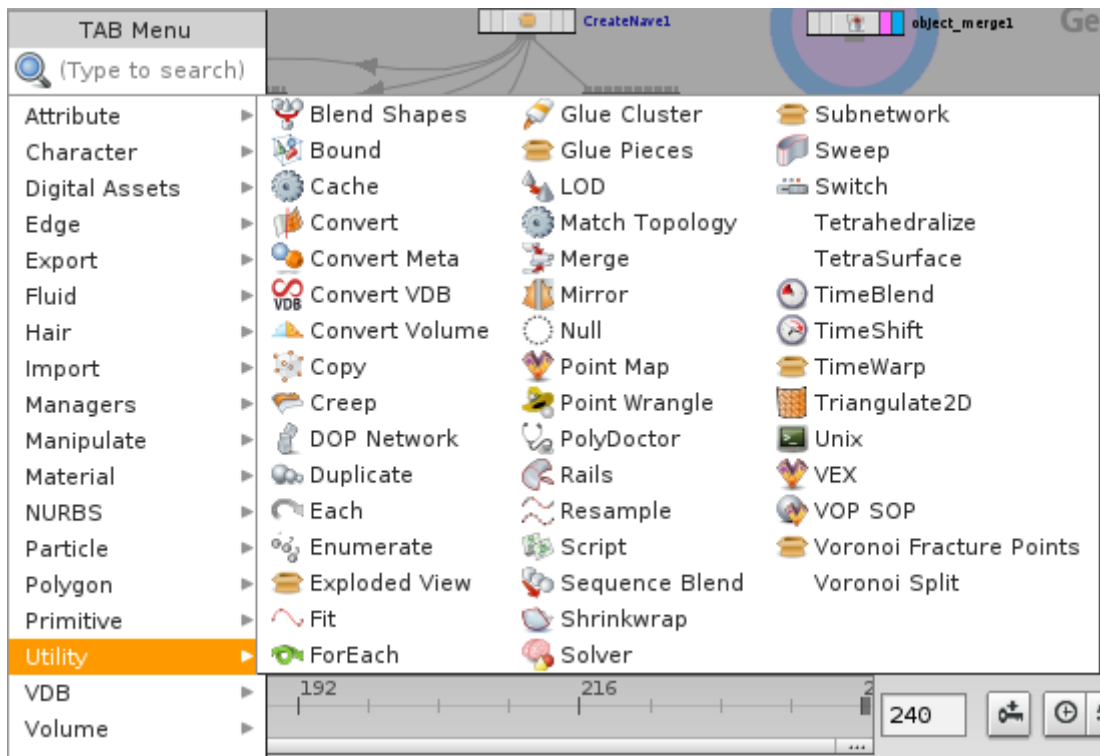 TAB Menu
(Type to search)
CreateNave1
object_merge1
Ge
Attribute
Character
Digital Assets
Edge
Export
Fluid
Hair
Import
Managers
Manipulate
Material
NURBS
Particle
Polygon
Primitive
Utility
VDB
Volume
Blend Shapes
Bound
Cache
Convert
Convert Meta
VDB
Convert VDB
Convert Volume
Copy
Creep
DOP Network
Duplicate
Each
Enumerate
Exploded View
Fit
ForEach
Glue Cluster
Glue Pieces
LOD
Match Topology
Merge
Mirror
Null
Point Map
Point Wrangle
PolyDoctor
Rails
Resample
Script
Sequence Blend
Shrinkwrap
Solver
Subnetwork
Sweep
Switch
Tetrahedralize
TetraSurface
TimeBlend
TimeShift
TimeWarp
Triangulate2D
Unix
VEX
VOP SOP
Voronoi Fracture Points
Voronoi Split
192
216
2
240